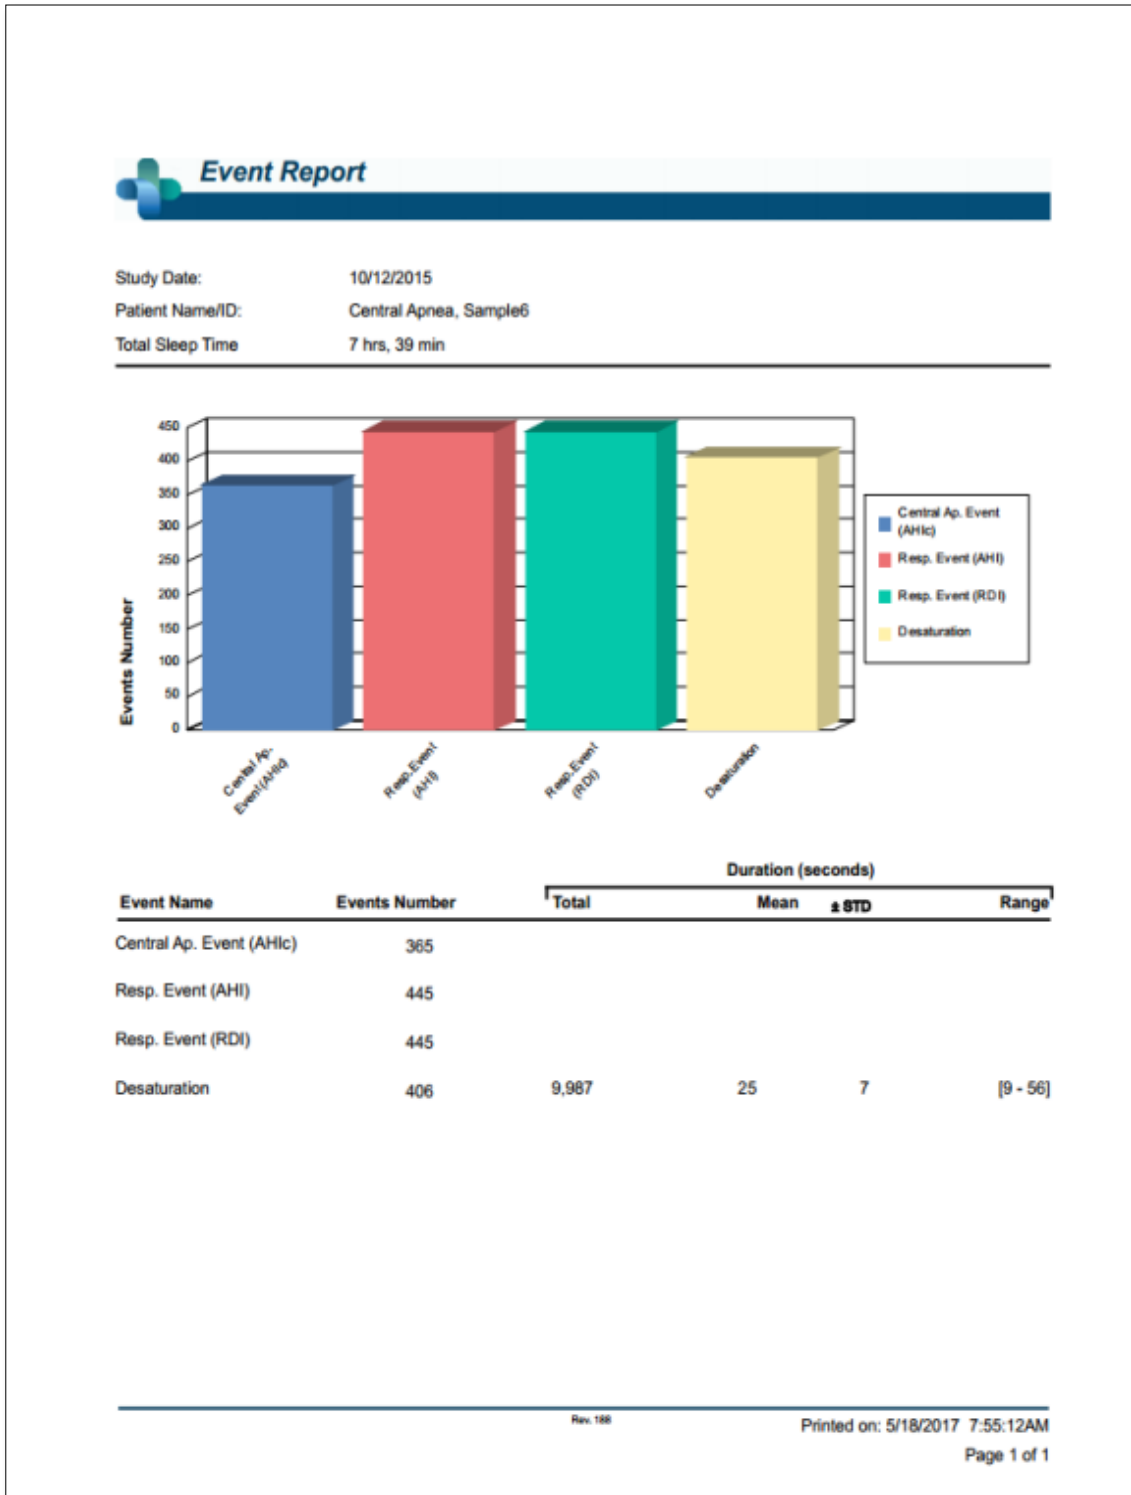 Event Report
Study Date: 10/12/2015
Patient Name/ID: Central Apnea, Sample6
Total Sleep Time 7 hrs, 39 min
450
400
350
300
250
200
150
100
50
0
Events Number
Central Ap.
Event (AHIc)
Resp. Event
(AHI)
Resp. Event
(RDI)
Desaturation
Central Ap. Event
(AHIc)
Resp. Event (AHI)
Resp. Event (RDI)
Desaturation
Duration (seconds)
Event Name Events Number Total Mean ± STD Range
Central Ap. Event (AHIc) 365
Resp. Event (AHI) 445
Resp. Event (RDI) 445
Desaturation 406 9,987 25 7 [9 - 56]
Rev. 188
Printed on: 5/18/2017 7:55:12AM
Page 1 of 1